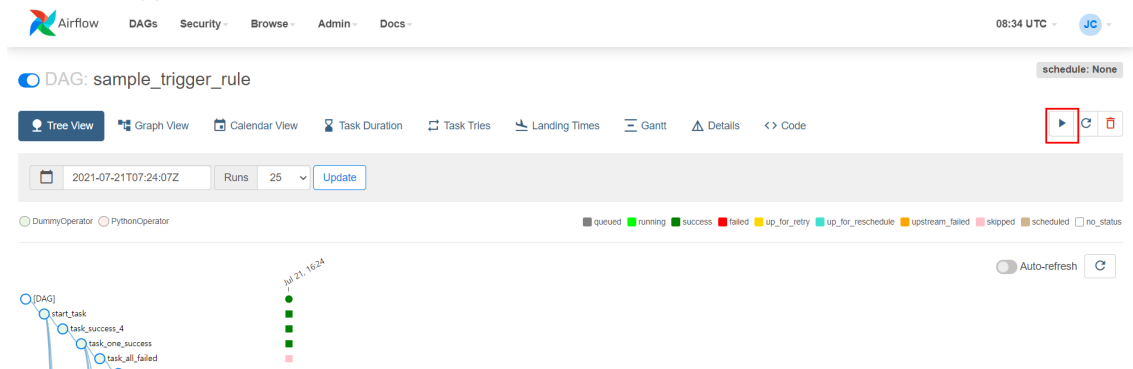 Airflow DAGs Security Browse Admin Docs 08:34 UTC JC
DAG: sample_trigger_rule schedule: None
Tree View Graph View Calendar View Task Duration Task Tries Landing Times Gantt Details <> Code
2021-07-21T07:24:07Z Runs 25 Update
DummyOperator PythonOperator queued running success failed up_for_retry up_for_reschedule upstream_failed skipped scheduled no_status
Jul 21, 16:24 Auto-refresh
[DAG]
start_task
task_success_4
task_one_success
task_all_failed